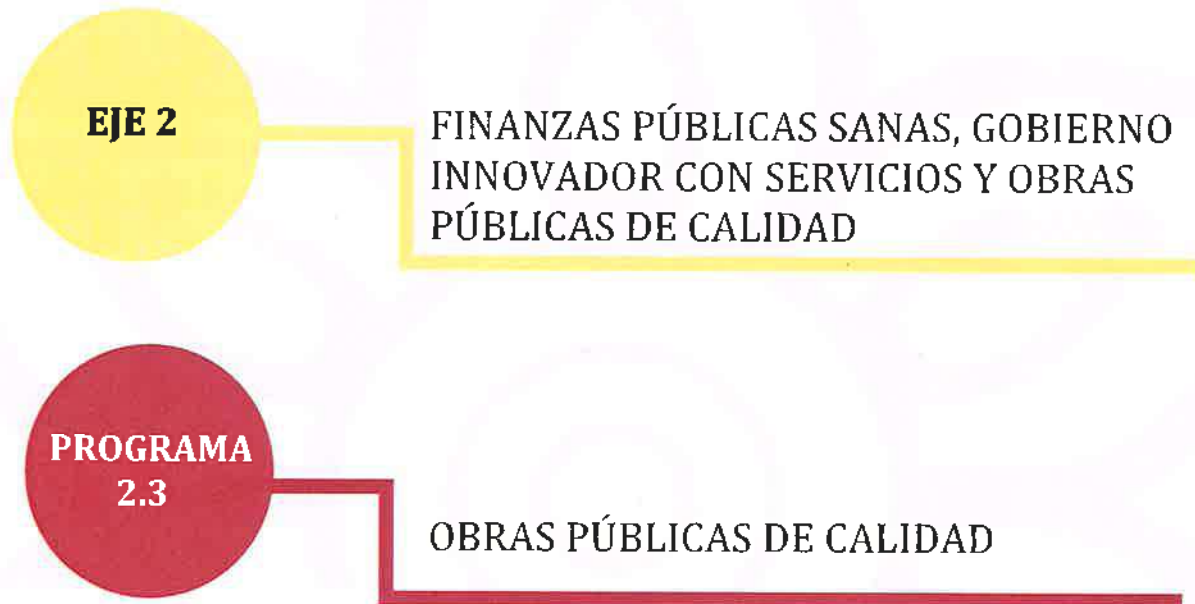 EJE 2
FINANZAS PÚBLICAS SANAS, GOBIERNO
INNOVADOR CON SERVICIOS Y OBRAS
PÚBLICAS DE CALIDAD
PROGRAMA
2.3
OBRAS PÚBLICAS DE CALIDAD